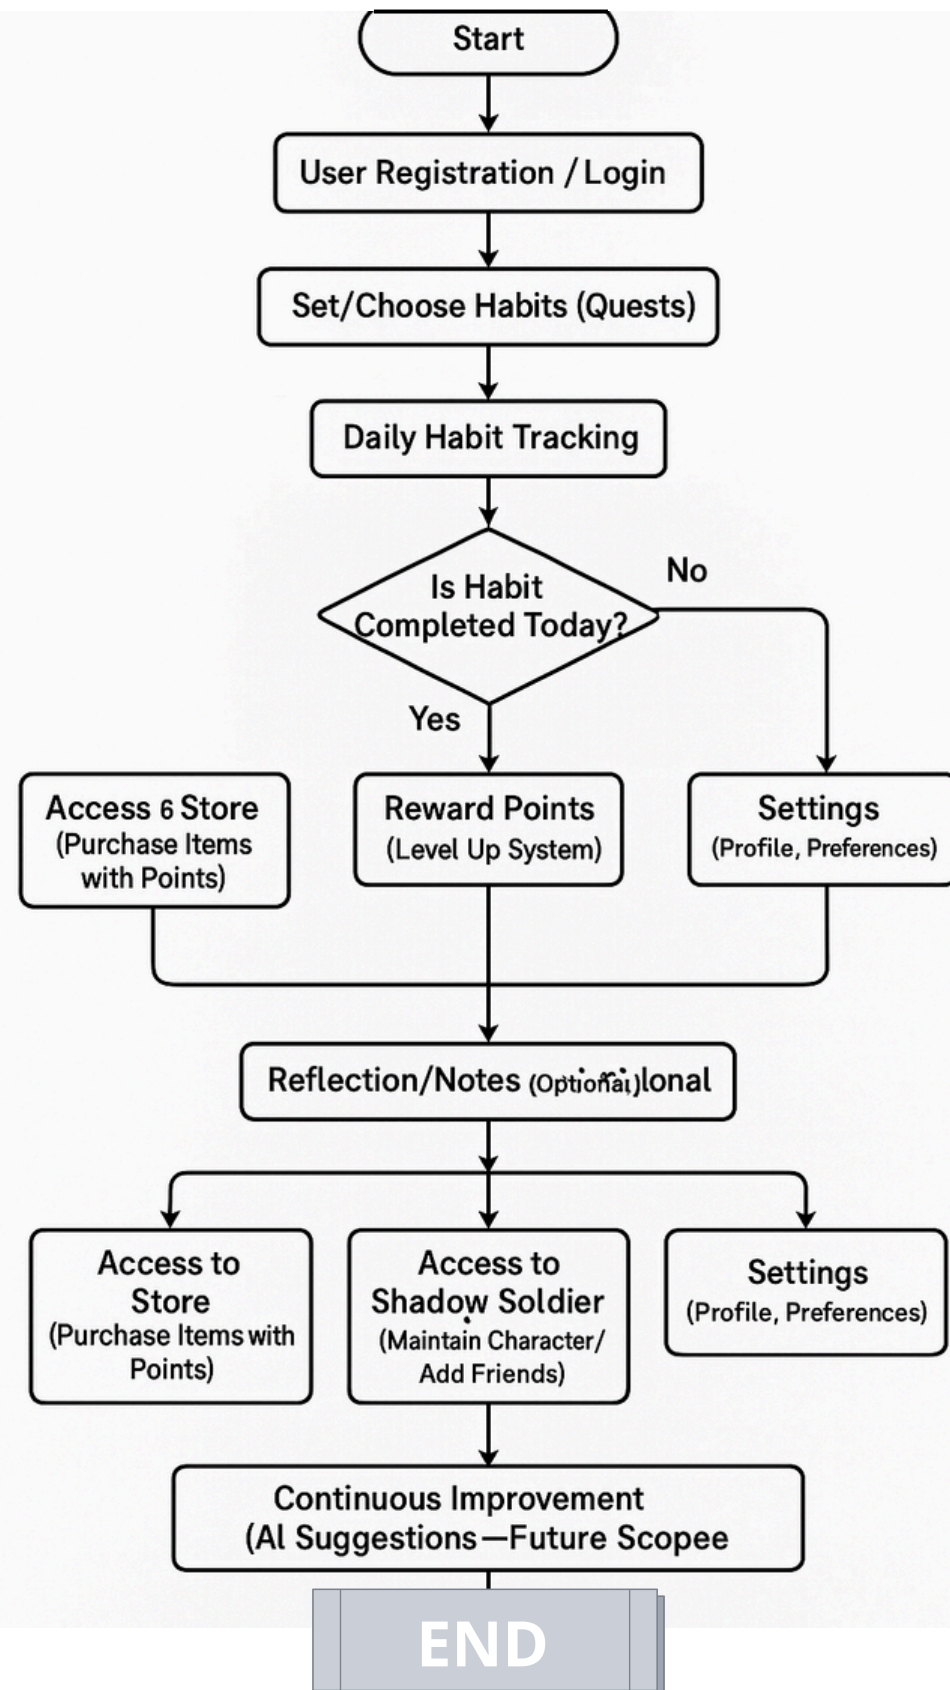 Start
User Registration / Login
Set/Choose Habits (Quests)
Daily Habit Tracking
Is Habit
Completed Today?
No
Yes
Access 6 Store
(Purchase Items
with Points)
Reward Points
(Level Up System)
Settings
(Profile, Preferences)
Reflection/Notes lonal
Access to
Store
(Purchase Items with
Points)
Access to
Shadow Soldier
(Maintain Character/
Add Friends)
Settings
(Profile, Preferences)
Continuous Improvement
(Al Suggestions—Future Scopee
END